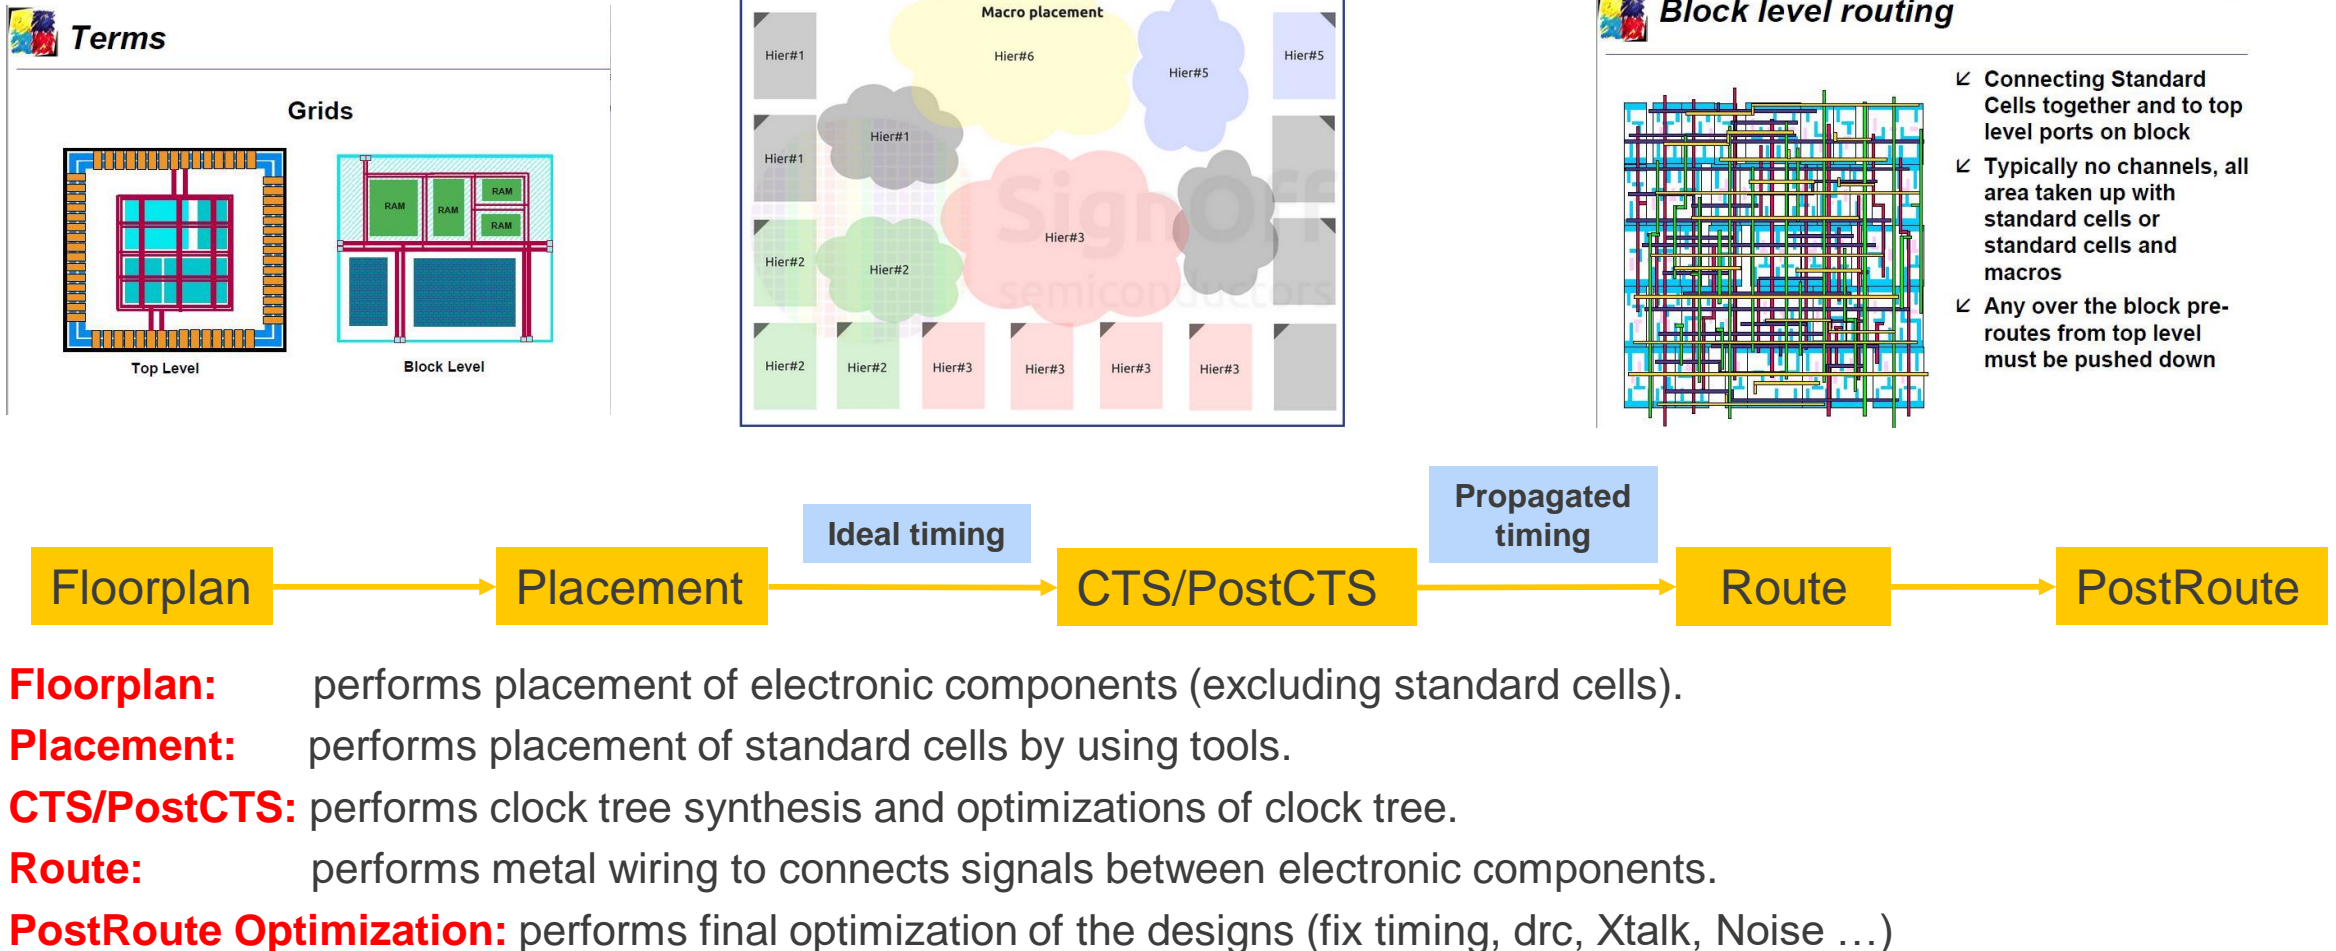 Terms
Grids
RAM
RAM
RAM
RAM
Top Level
Block Level
Macro placement
Hier#1
Hier#6
Hier#5
Hier#5
Hier#1
Hier#1
Hier#3
Hier#2
Hier#2
Hier#2
Hier#2
Hier#3
Hier#3
Hier#3
Hier#3
SignOff
semiconductors
Block level routing
Connecting Standard
Cells together and to top
level ports on block
Typically no channels, all
area taken up with
standard cells or
standard cells and
macros
Any over the block pre-
routes from top level
must be pushed down
Floorplan
Placement
Ideal timing
CTS/PostCTS
Propagated
timing
Route
PostRoute
Floorplan: performs placement of electronic components (excluding standard cells).
Placement: performs placement of standard cells by using tools.
CTS/PostCTS: performs clock tree synthesis and optimizations of clock tree.
Route: performs metal wiring to connects signals between electronic components.
PostRoute Optimization: performs final optimization of the designs (fix timing, drc, Xtalk, Noise …)